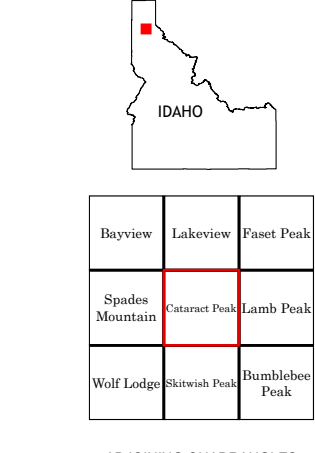 IDAHO
Bayview
Lakeview
Faset Peak
Spades
Mountain
Cataract Peak
Lamb Peak
Wolf Lodge
Skitwish Peak
Bumblebee
Peak